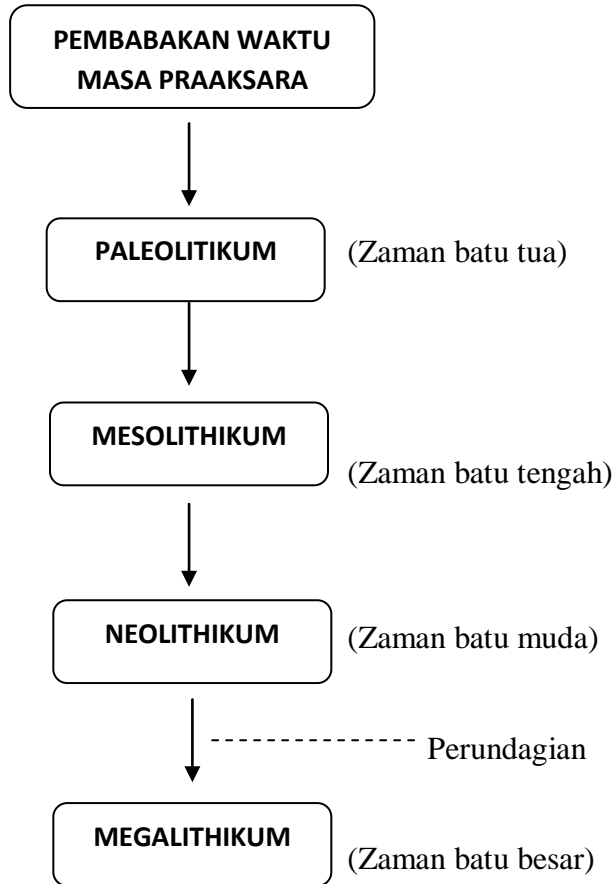 PEMBABAKAN WAKTU
MASA PRAAKSARA
PALEOLITIKUM
(Zaman batu tua)
MESOLITHIKUM
(Zaman batu tengah)
NEOLITHIKUM
(Zaman batu muda)
Perundagian
MEGALITHIKUM
(Zaman batu besar)